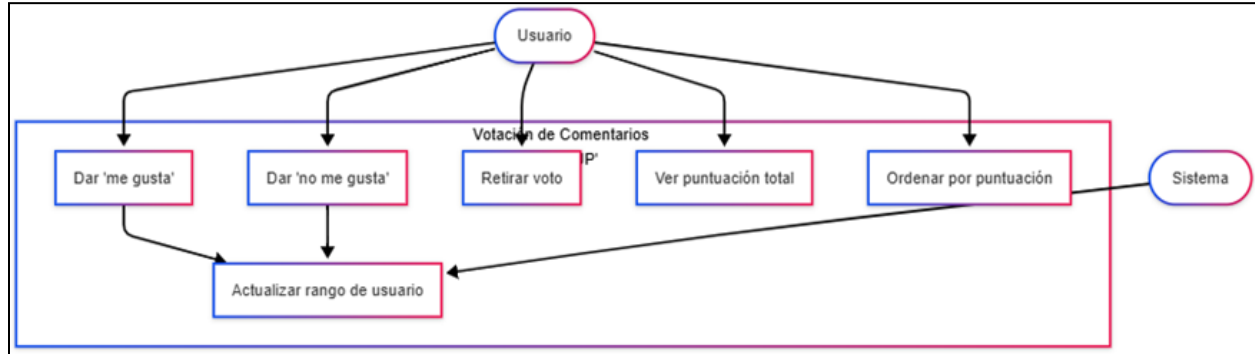 Usuario
Votación de Comentarios
Dar 'me gusta'
Dar 'no me gusta'
Retirar voto
Ver puntuación total
Ordenar por puntuación
Sistema
Actualizar rango de usuario